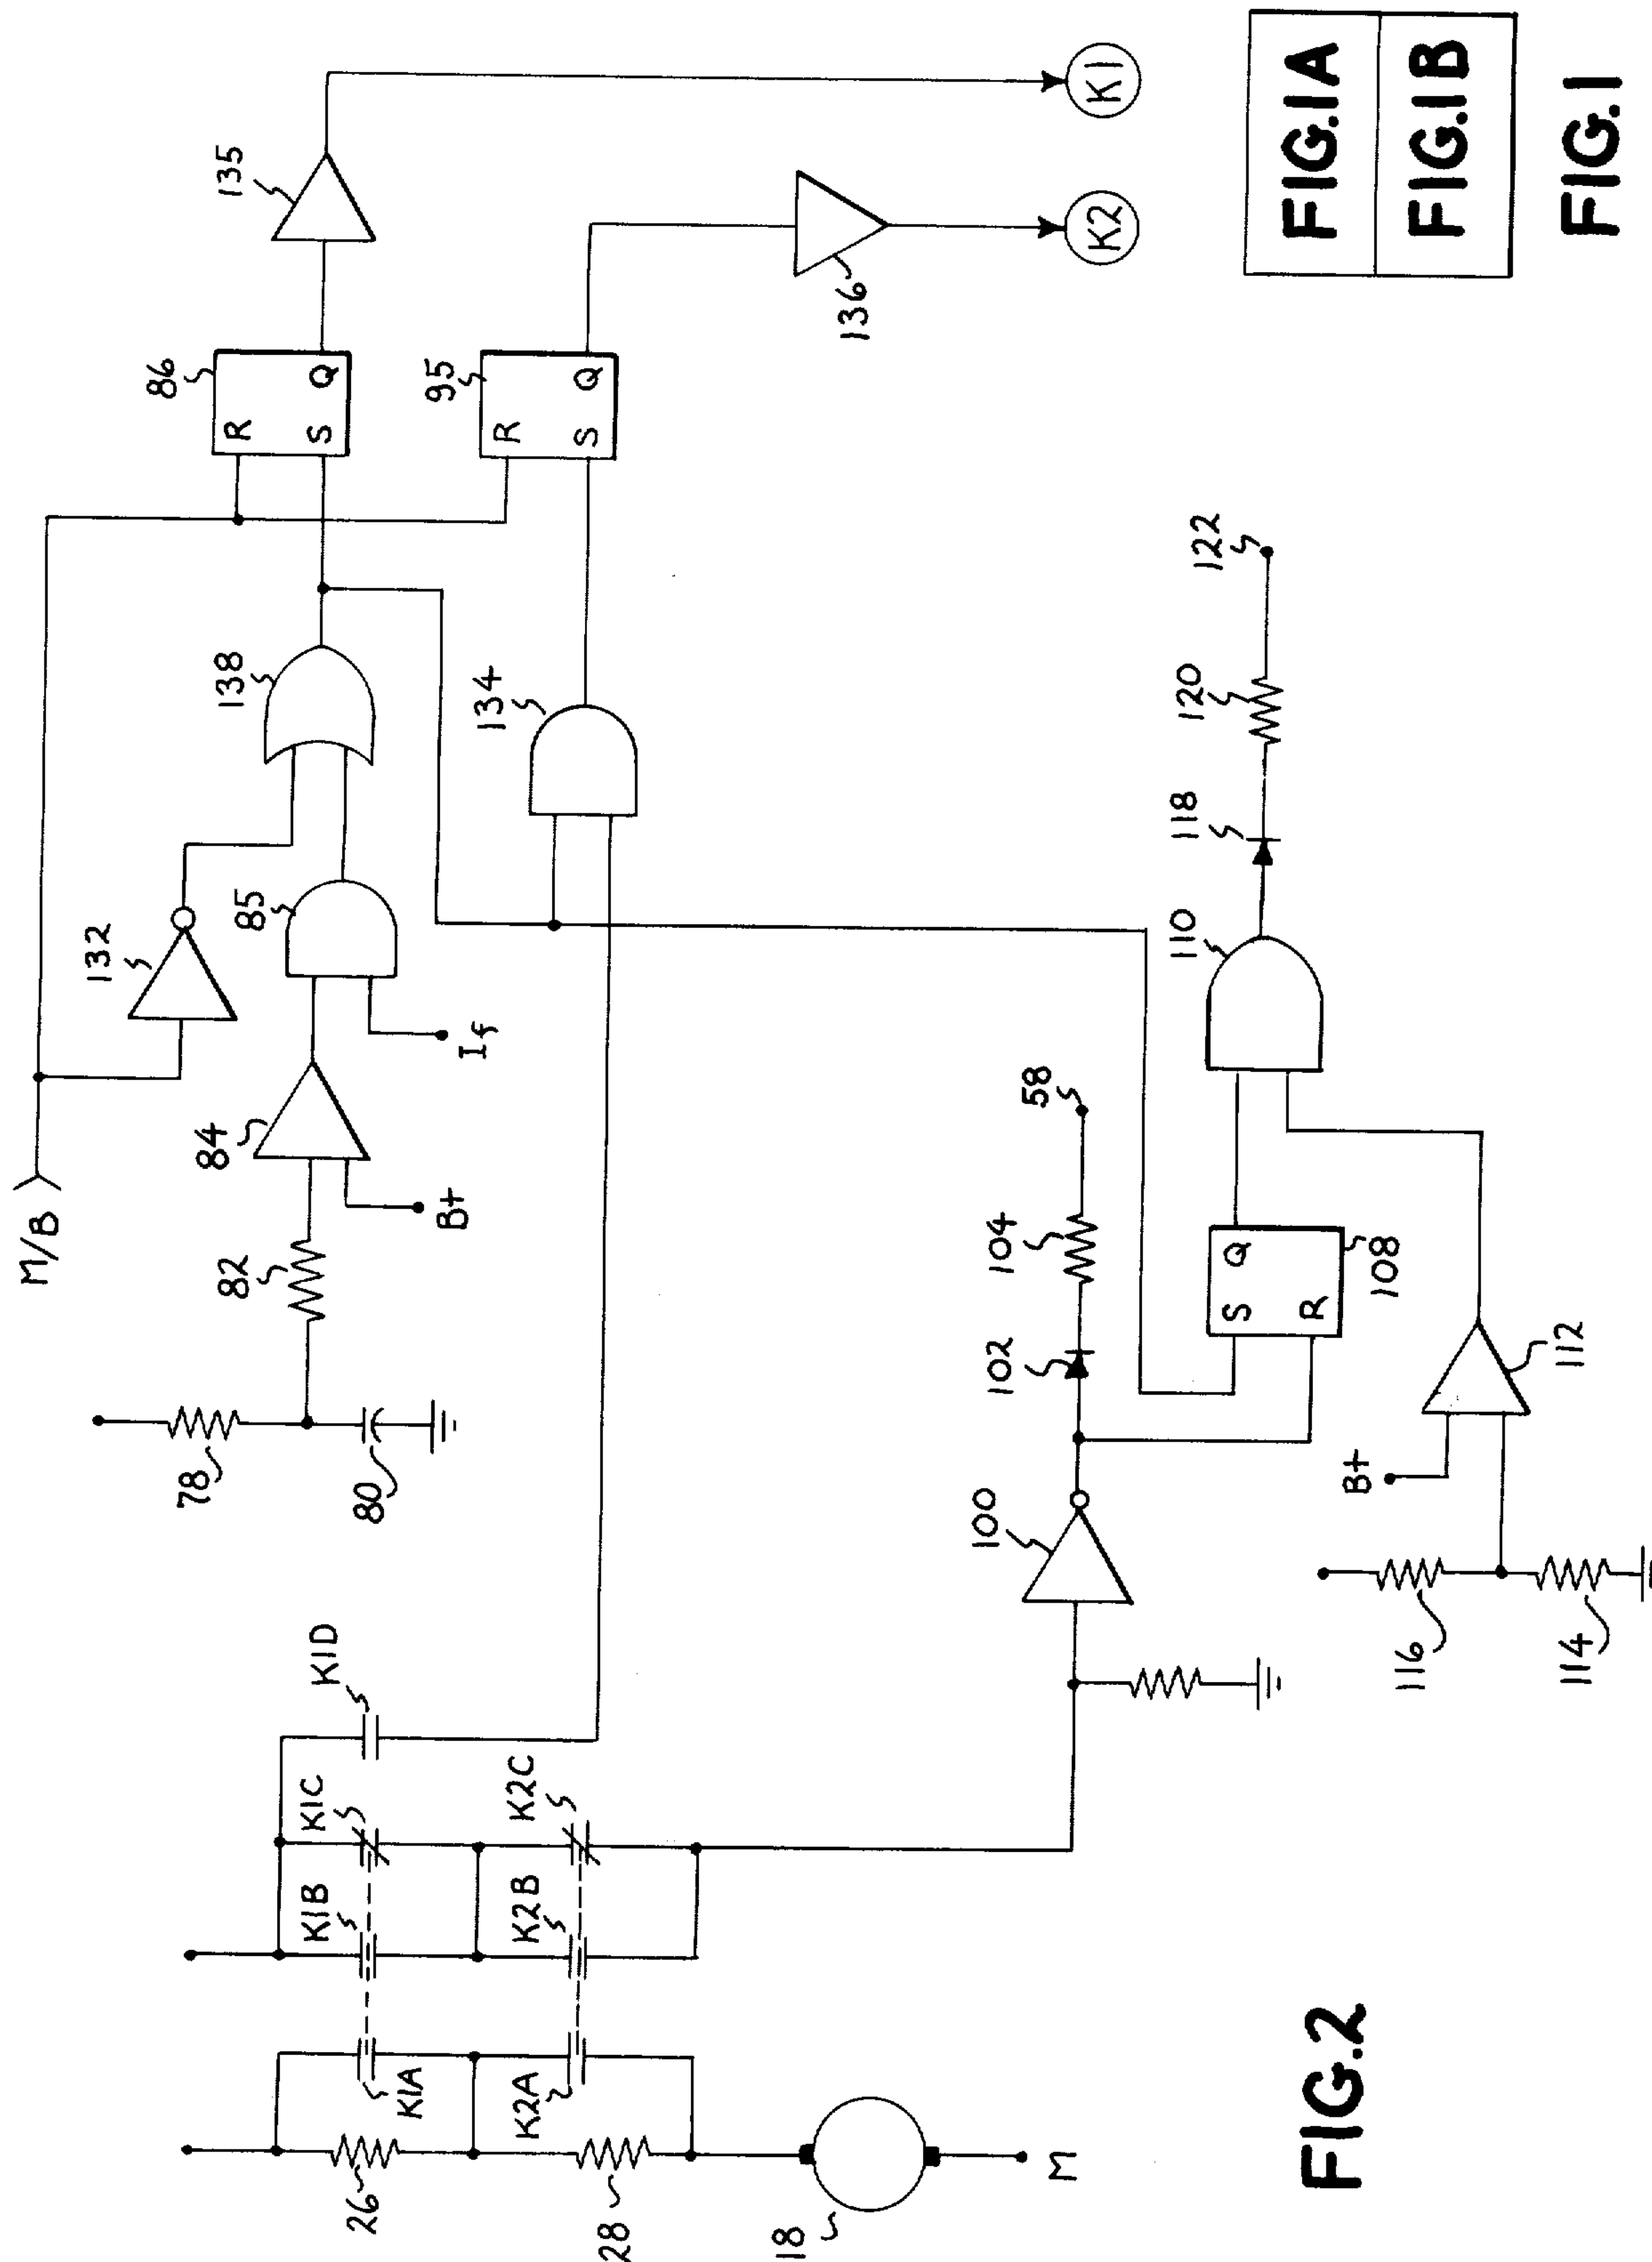 M/B
132
138
86
R
S
Q
135
78
82
84
85
80
B+
If
134
95
R
S
Q
136
K1
K2
K1D
K1C
K1B
K1A
K2C
K2B
K2A
26
28
18
M
100
102
104
58
S
Q
R
108
110
118
120
122
B+
112
116
114
FIG.2
FIG.1A
FIG.1B
FIG.1